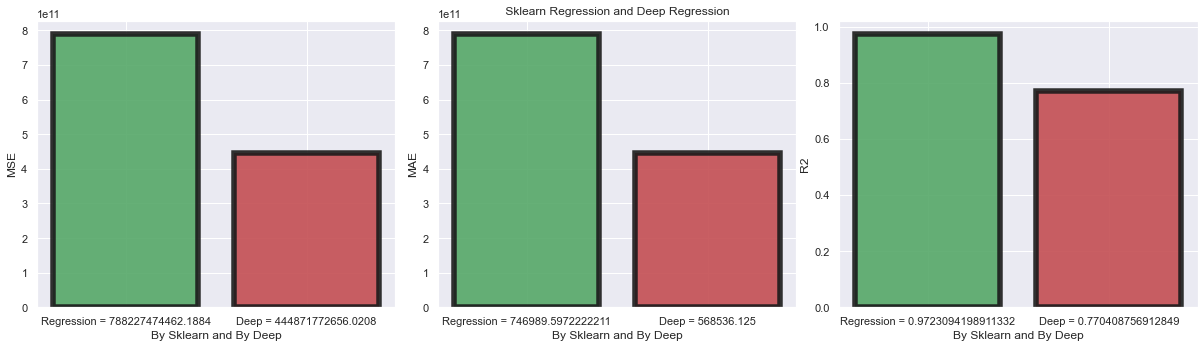 Sklearn Regression and Deep Regression
1e11
MSE
8
7
6
5
4
3
2
1
0
Regression = 788227474462.1884
Deep = 444871772656.0208
By Sklearn and By Deep
1e11
MAE
8
7
6
5
4
3
2
1
0
Regression = 746989.5972222211
Deep = 568536.125
By Sklearn and By Deep
R2
1.0
0.8
0.6
0.4
0.2
0.0
Regression = 0.9723094198911332
Deep = 0.770408756912849
By Sklearn and By Deep